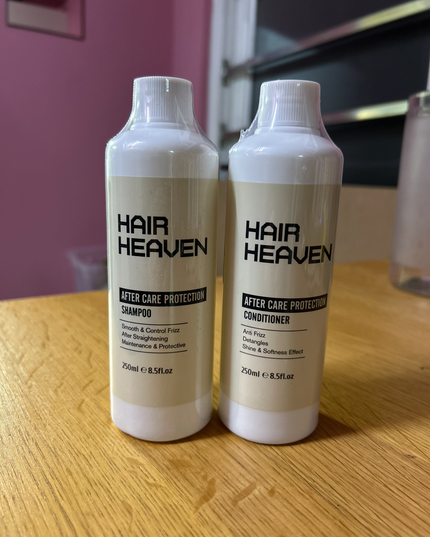 HAIR
HEAVEN
AFTER CARE PROTECTION
SHAMPOO
Smooth & Control Frizz
After Straightening
Maintenance & Protective
250ml ℮ 8.5fl.oz
HAIR
HEAVEN
AFTER CARE PROTECTION
CONDITIONER
Anti Frizz
Detangles
Shine & Softness Effect
250ml ℮ 8.5fl.oz